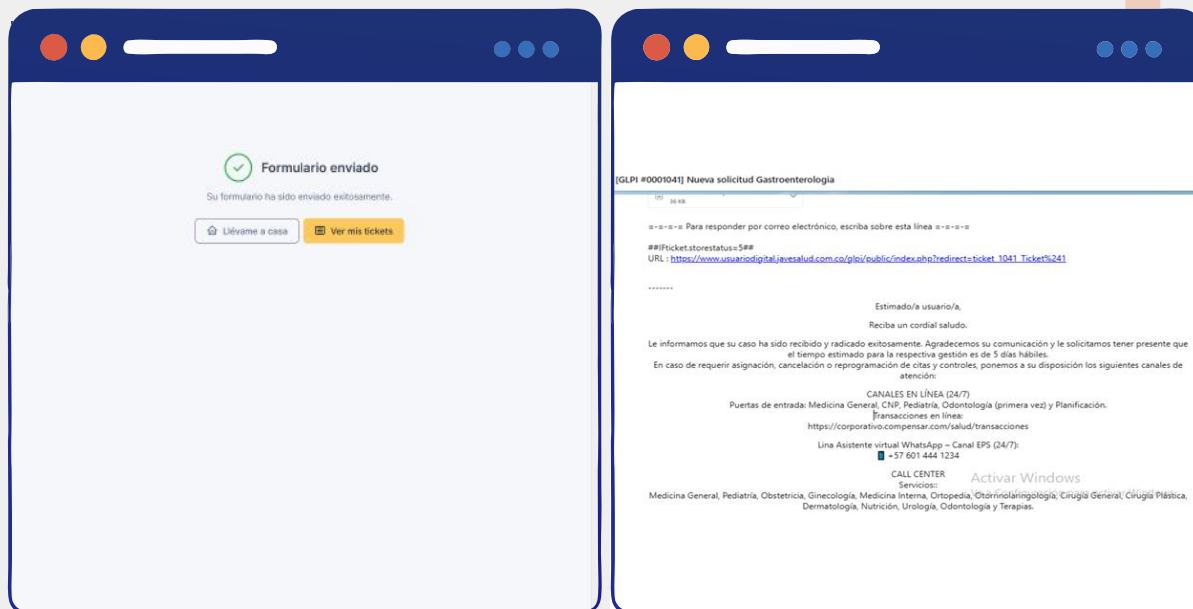 Formulario enviado
Su formulario ha sido enviado exitosamente.
Llévame a casa
Ver mis tickets
[GLPI #0001041] Nueva solicitud Gastroenterologia
=-=-=-= Para responder por correo electrónico, escriba sobre esta línea =-=-=-=
##IFticket.storestatus=5##
URL : https://www.usuariodigital.javesalud.com.co/glpi/public/index.php?redirect=ticket_1041_Ticket%241
-------
Estimado/a usuario/a,
Reciba un cordial saludo.
Le informamos que su caso ha sido recibido y radicado exitosamente. Agradecemos su comunicación y le solicitamos tener presente que
el tiempo estimado para la respectiva gestión es de 5 días hábiles.
En caso de requerir asignación, cancelación o reprogramación de citas y controles, ponemos a su disposición los siguientes canales de
atención:
CANALES EN LÍNEA (24/7)
Puertas de entrada: Medicina General, CNP, Pediatría, Odontología (primera vez) y Planificación.
Transacciones en línea:
https://corporativo.compensar.com/salud/transacciones
Lina Asistente virtual WhatsApp – Canal EPS (24/7):
+57 601 444 1234
CALL CENTER
Servicios::
Activar Windows
Medicina General, Pediatría, Obstetricia, Ginecología, Medicina Interna, Ortopedia, Otorrinolaringología, Cirugía General, Cirugía Plástica,
Dermatología, Nutrición, Urología, Odontología y Terapias.